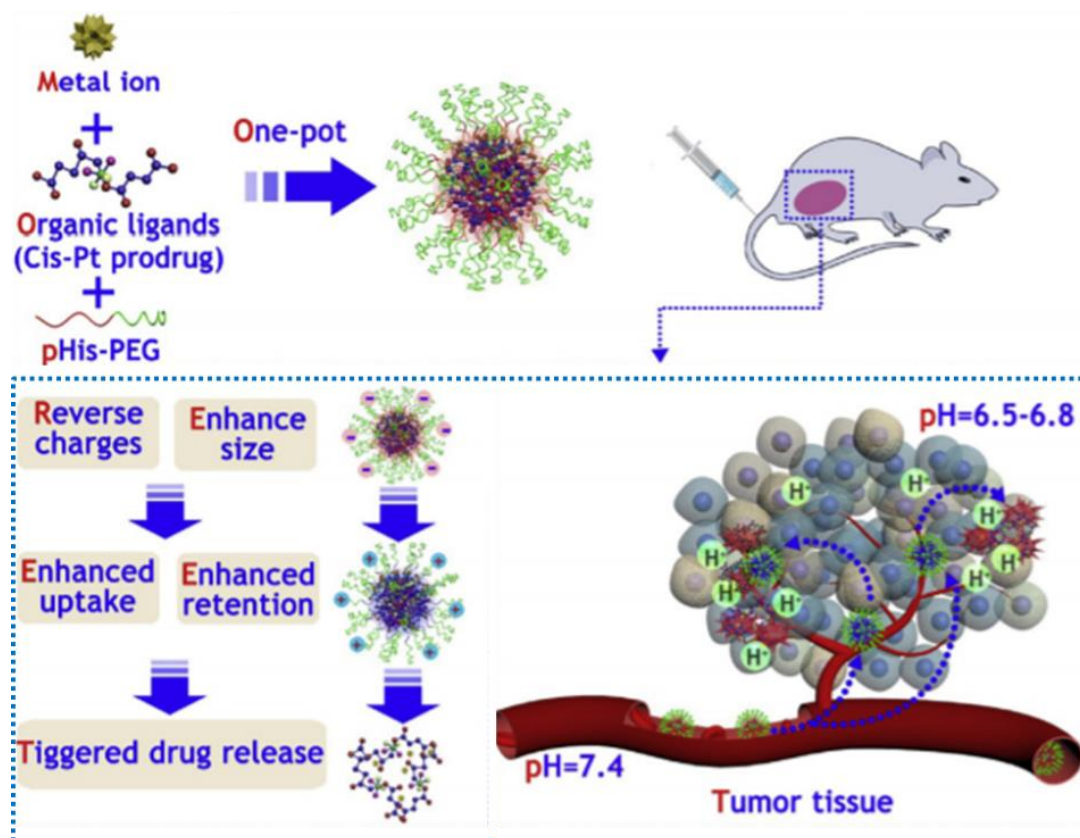 Metal ion
+
Organic ligands
(Cis-Pt prodrug)
+
pHis-PEG
One-pot
Reverse
charges
Enhance
size
Enhanced
uptake
Enhanced
retention
Tiggered drug release
pH=6.5-6.8
H+
H+
H+
H+
H+
H+
H+
H+
H+
pH=7.4
Tumor tissue